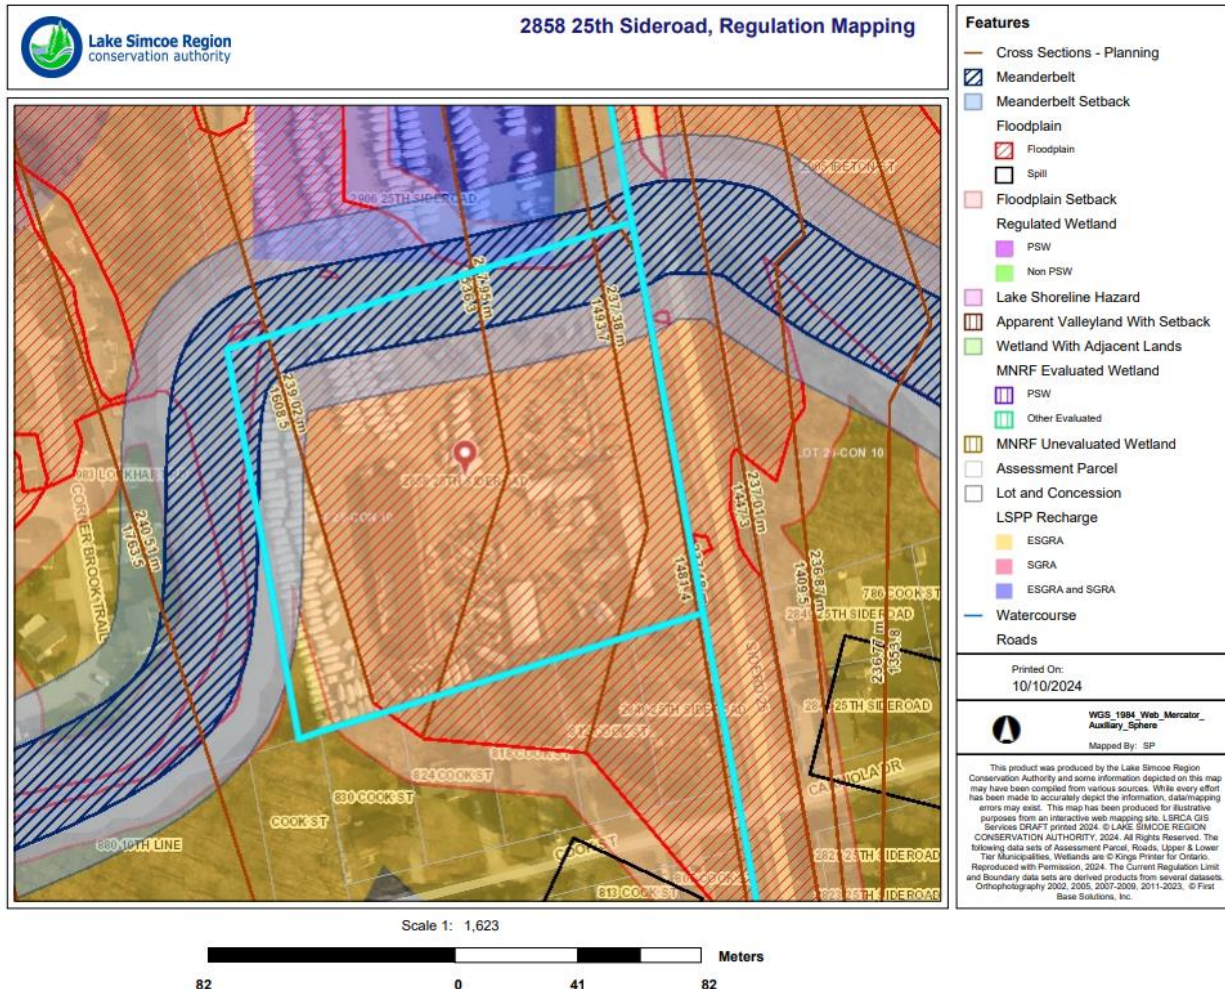 Lake Simcoe Region
conservation authority
2858 25th Sideroad, Regulation Mapping
Features
Cross Sections - Planning
Meanderbelt
Meanderbelt Setback
Floodplain
Floodplain
Spill
Floodplain Setback
Regulated Wetland
PSW
Non PSW
Lake Shoreline Hazard
Apparent Valleyland With Setback
Wetland With Adjacent Lands
MNRF Evaluated Wetland
PSW
Other Evaluated
MNRF Unevaluated Wetland
Assessment Parcel
Lot and Concession
LSPP Recharge
ESGRA
SGRA
ESGRA and SGRA
Watercourse
Roads
Printed On:
10/10/2024
WGS_1984_Web_Mercator_
Auxiliary_Sphere
Mapped By: SP
This product was produced by the Lake Simcoe Region
Conservation Authority and some information depicted on this map
may have been compiled from various sources. While every effort
has been made to accurately depict the information, data/mapping
errors may exist. This map has been produced for illustrative
purposes from an interactive web mapping site. LSRCA GIS
Services DRAFT printed 2024. © LAKE SIMCOE REGION
CONSERVATION AUTHORITY, 2024. All Rights Reserved. The
following data sets of Assessment Parcel, Roads, Upper & Lower
Tier Municipalities, Wetlands are © Kings Printer for Ontario.
Reproduced with Permission, 2024. The Current Regulation Limit
and Boundary data sets are derived products from several datasets.
Orthophotography 2002, 2005, 2007-2009, 2011-2023, © First
Base Solutions, Inc.
2906 25TH SIDEROAD
IRETON ST
237.38 m
1493.7
239.02 m
1608.5
LOCKHART
LOT 21 CON 10
2858 25TH SIDEROAD
CORNER BROOK TRAIL
240.51 m
1763.5
237.01 m
1447.3
1481.4
236.87 m
1409.5
236.77 m
1353.8
786 COOK ST
25TH SIDEROAD
25TH SIDEROAD
25TH SIDEROAD
818 COOK ST
824 COOK ST
830 COOK ST
COOK ST
880 10TH LINE
COOK ST
813 COOK ST
25TH SIDEROAD
2823 25TH SIDEROAD
Scale 1: 1,623
Meters
82
0
41
82